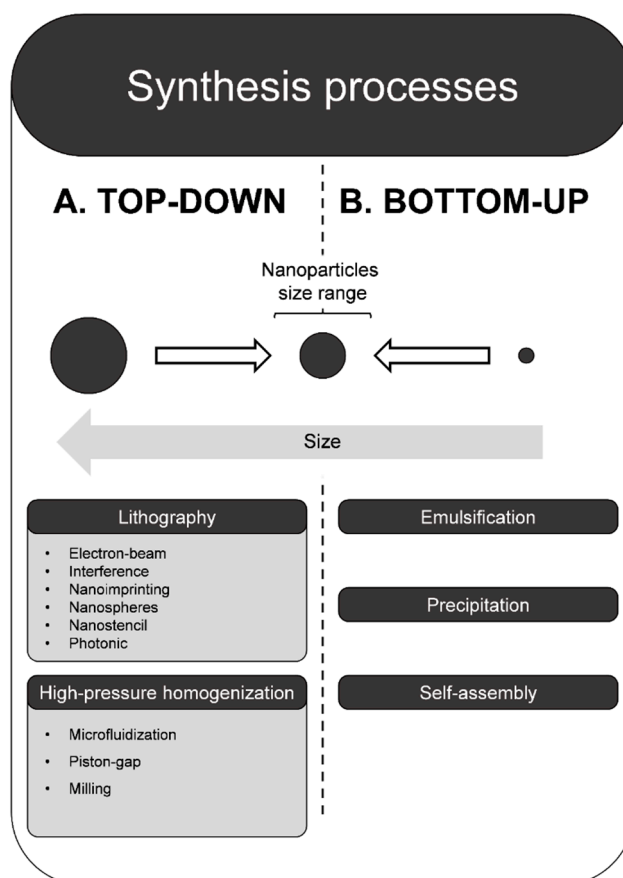 Synthesis processes
A. TOP-DOWN
B. BOTTOM-UP
Nanoparticles
size range
Size
Lithography
• Electron-beam
• Interference
• Nanoimprinting
• Nanospheres
• Nanostencil
• Photonic
High-pressure homogenization
• Microfluidization
• Piston-gap
• Milling
Emulsification
Precipitation
Self-assembly